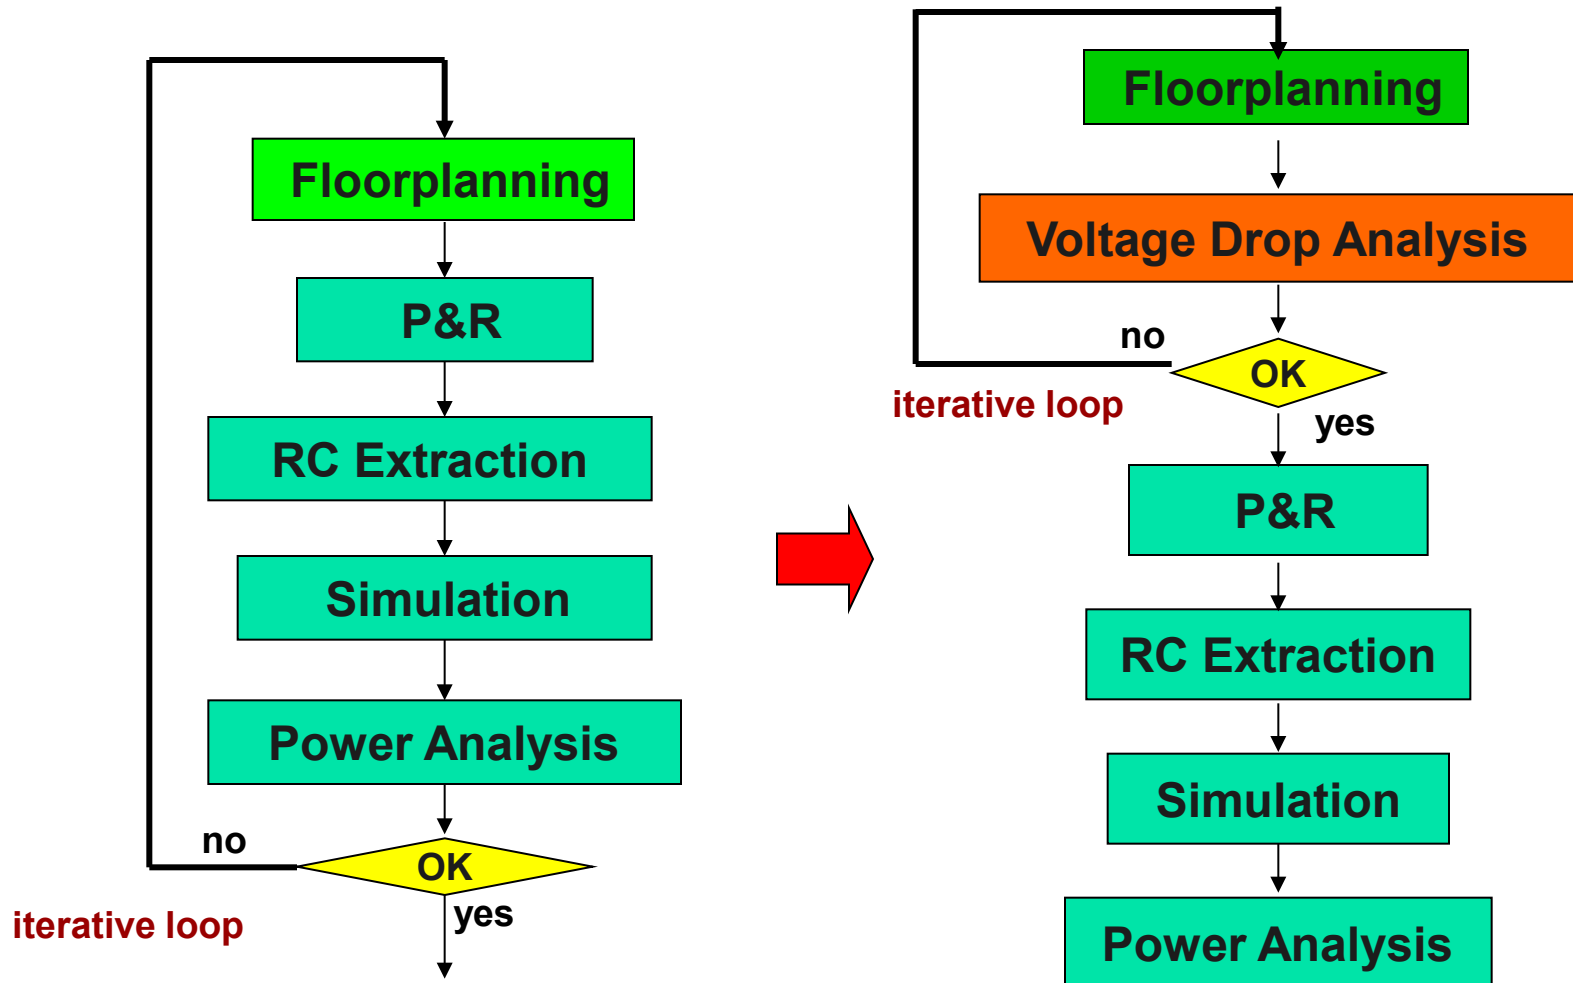 Floorplanning
P&R
RC Extraction
Simulation
Power Analysis
no
OK
yes
iterative loop
Floorplanning
Voltage Drop Analysis
no
OK
iterative loop
yes
P&R
RC Extraction
Simulation
Power Analysis